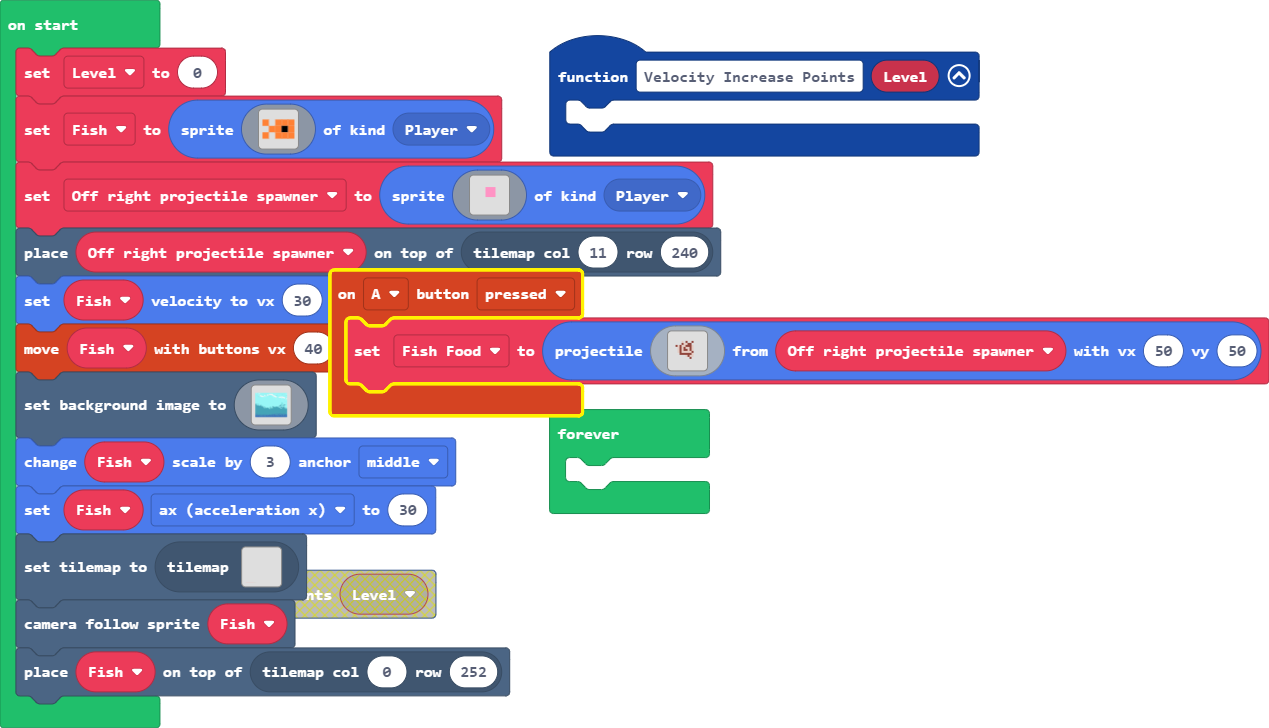 on start
set Level to 0
set Fish to sprite of kind Player
set Off right projectile spawner to sprite of kind Player
place Off right projectile spawner on top of tilemap col 11 row 240
set Fish velocity to vx 30
move Fish with buttons vx 40
set background image to
change Fish scale by 3 anchor middle
set Fish ax (acceleration x) to 30
set tilemap to tilemap
camera follow sprite Fish
place Fish on top of tilemap col 0 row 252
function Velocity Increase Points Level
on A button pressed
set Fish Food to projectile from Off right projectile spawner with vx 50 vy 50
forever
nts Level